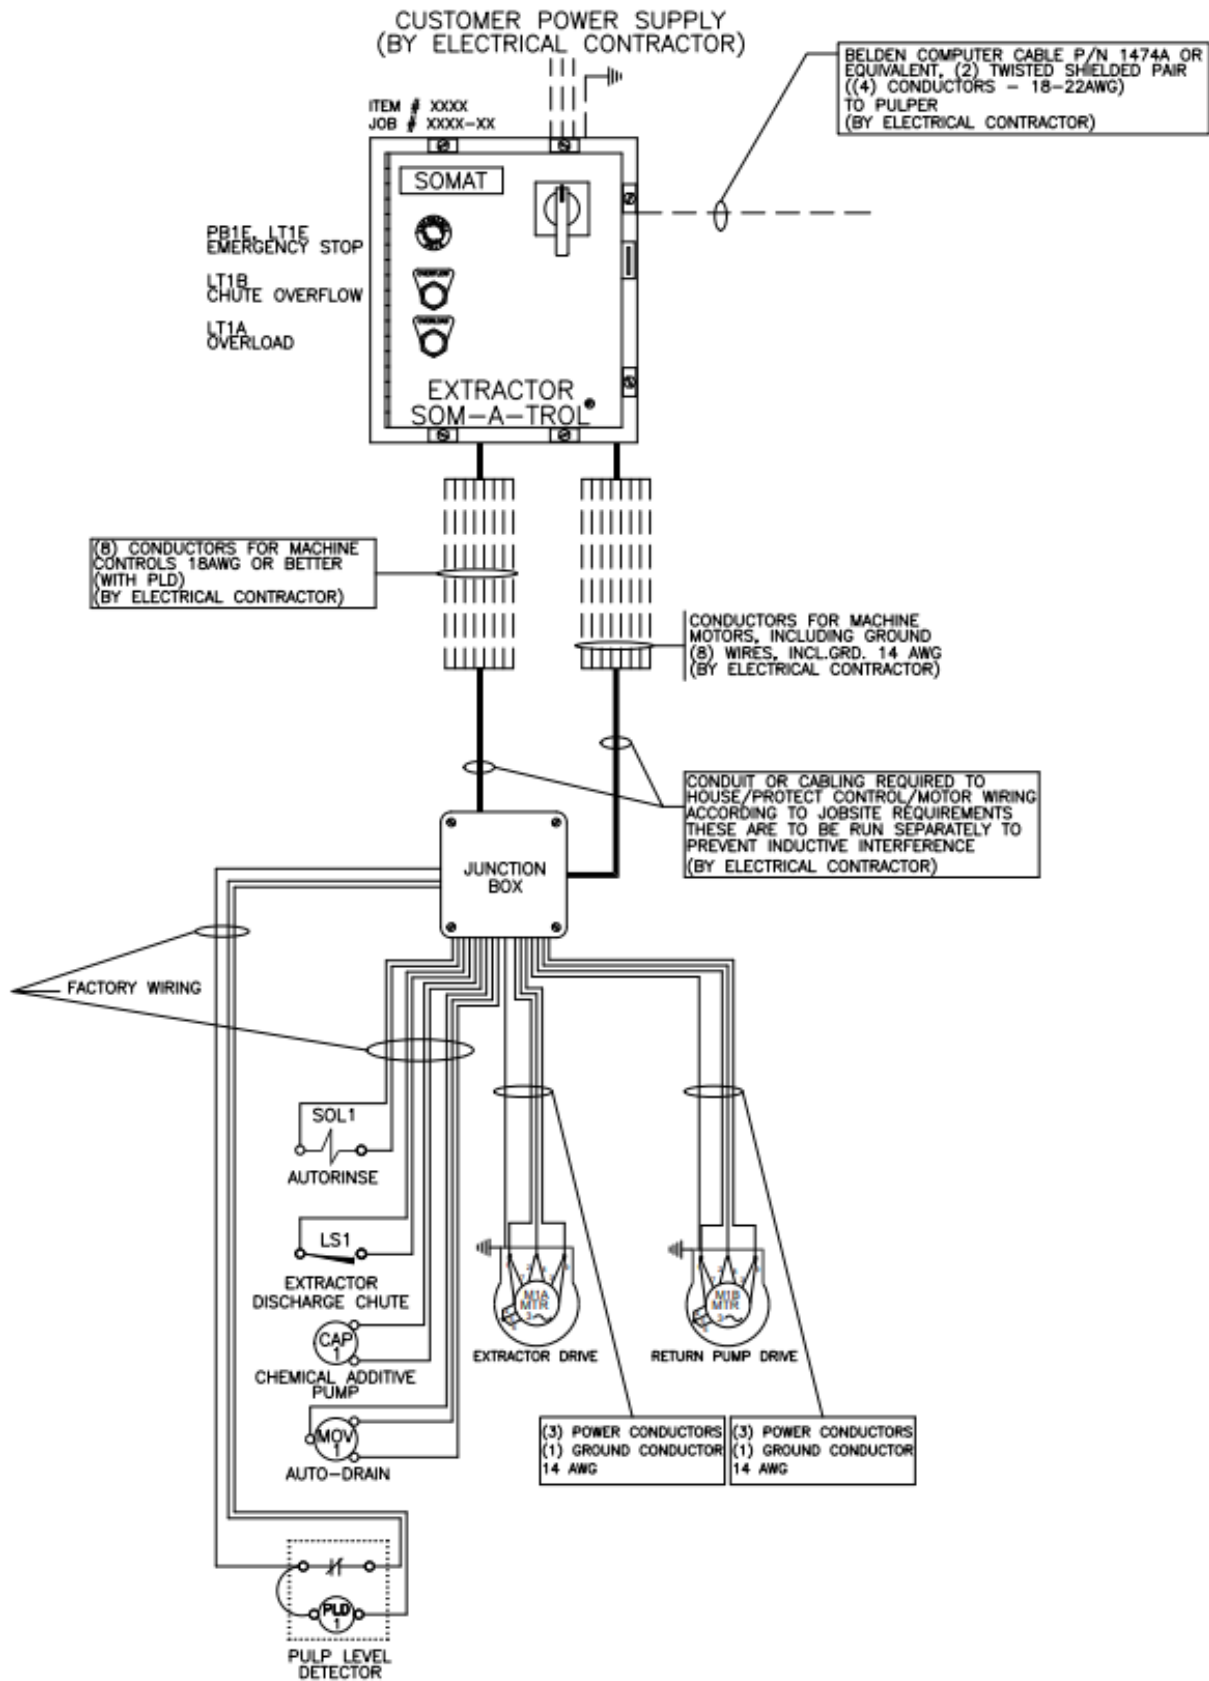 CUSTOMER POWER SUPPLY
(BY ELECTRICAL CONTRACTOR)
BELDEN COMPUTER CABLE P/N 1474A OR
EQUIVALENT, (2) TWISTED SHIELDED PAIR
((4) CONDUCTORS - 18-22AWG)
TO PULPER
(BY ELECTRICAL CONTRACTOR)
ITEM # XXXX
JOB # XXXX-XX
SOMAT
PB1E, LT1E
EMERGENCY STOP
LT1B
CHUTE OVERFLOW
OVERFLOW
LT1A
OVERLOAD
OVERLOAD
EXTRACTOR
SOM-A-TROL
(8) CONDUCTORS FOR MACHINE
CONTROLS 18AWG OR BETTER
(WITH PLD)
(BY ELECTRICAL CONTRACTOR)
CONDUCTORS FOR MACHINE
MOTORS, INCLUDING GROUND
(8) WIRES, INCL.GRD. 14 AWG
(BY ELECTRICAL CONTRACTOR)
CONDUIT OR CABLING REQUIRED TO
HOUSE/PROTECT CONTROL/MOTOR WIRING
ACCORDING TO JOBSITE REQUIREMENTS
THESE ARE TO BE RUN SEPARATELY TO
PREVENT INDUCTIVE INTERFERENCE
(BY ELECTRICAL CONTRACTOR)
JUNCTION
BOX
FACTORY WIRING
SOL1
AUTORINSE
LS1
EXTRACTOR
DISCHARGE CHUTE
CAP
1
CHEMICAL ADDITIVE
PUMP
MOV
1
AUTO-DRAIN
M1A
MTR
3
EXTRACTOR DRIVE
M1B
MTR
3
RETURN PUMP DRIVE
(3) POWER CONDUCTORS
(1) GROUND CONDUCTOR
14 AWG
(3) POWER CONDUCTORS
(1) GROUND CONDUCTOR
14 AWG
PLD
1
PULP LEVEL
DETECTOR